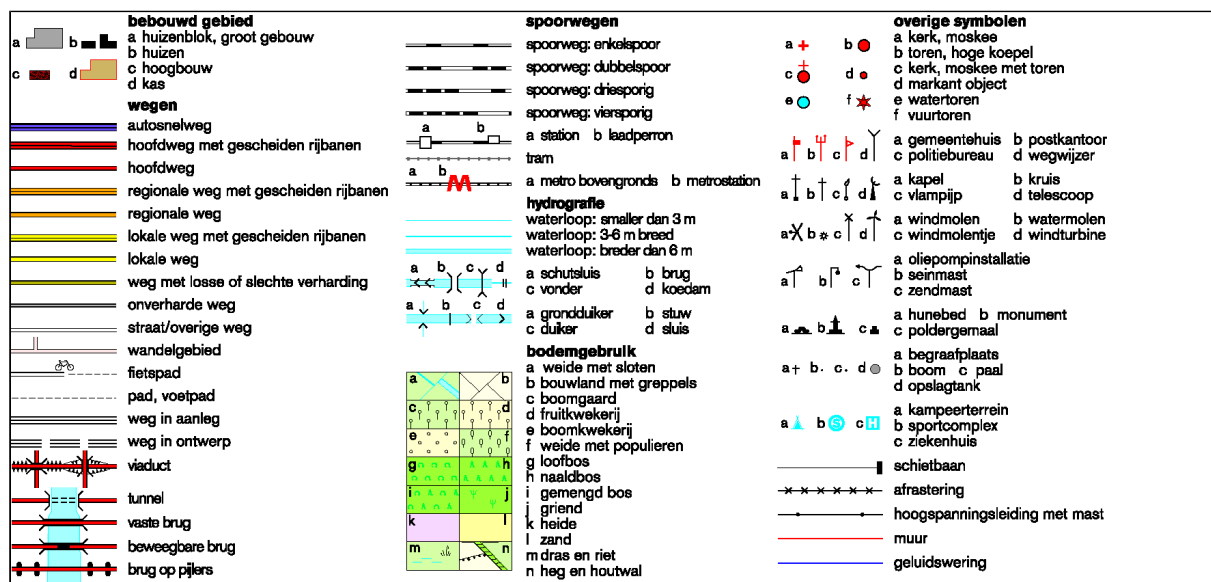 bebouwd gebied
a b
a huizenblok, groot gebouw
b huizen
c d
c hoogbouw
d kas
wegen
autosnelweg
hoofdweg met gescheiden rijbanen
hoofdweg
regionale weg met gescheiden rijbanen
regionale weg
lokale weg met gescheiden rijbanen
lokale weg
weg met losse of slechte verharding
onverharde weg
straat/overige weg
wandelgebied
fietspad
pad, voetpad
weg in aanleg
weg in ontwerp
viaduct
tunnel
vaste brug
beweegbare brug
brug op pijlers
spoorwegen
spoorweg: enkelspoor
spoorweg: dubbelspoor
spoorweg: driesporig
spoorweg: viersporig
a b
a station b laadperron
tram
a b
a metro bovengronds b metrostation
hydrografie
waterloop: smaller dan 3 m
waterloop: 3-6 m breed
waterloop: breder dan 6 m
a b c d
a schutsluis b brug
c vonder d koedam
a b c d
a grondduiker b stuw
c duiker d sluis
bodemgebruik
a weide met sloten
b bouwland met greppels
c boomgaard
d fruitkwekerij
e boomkwekerij
f weide met populieren
g loofbos
h naaldbos
i gemengd bos
j griend
k heide
l zand
m dras en riet
n heg en houtwal
a b
c d
e f
g h
i j
k l
m n
overige symbolen
a b
a kerk, moskee
b toren, hoge koepel
c d
c kerk, moskee met toren
d markant object
e f
e watertoren
f vuurtoren
a b c d
a gemeentehuis b postkantoor
c politiebureau d wegwijzer
a b c d
a kapel b kruis
c vlampijp d telescoop
a b c d
a windmolen b watermolen
c windmolentje d windturbine
a b c
a oliepompinstallatie
b seinmast
c zendmast
a b c
a hunebed b monument
c poldergemaal
a b c d
a begraafplaats
b boom c paal
d opslagtank
a b S c H
a kampeerterrein
b sportcomplex
c ziekenhuis
schietbaan
afrastering
hoogspanningsleiding met mast
muur
geluidswering